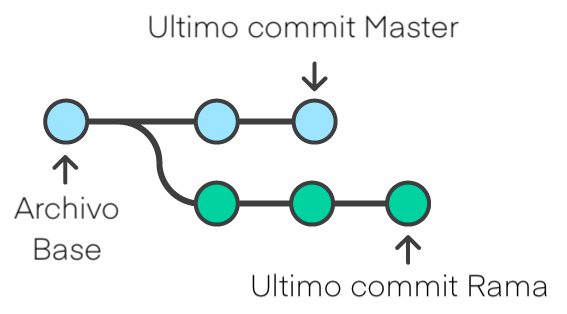 Ultimo commit Master
Archivo
Base
Ultimo commit Rama